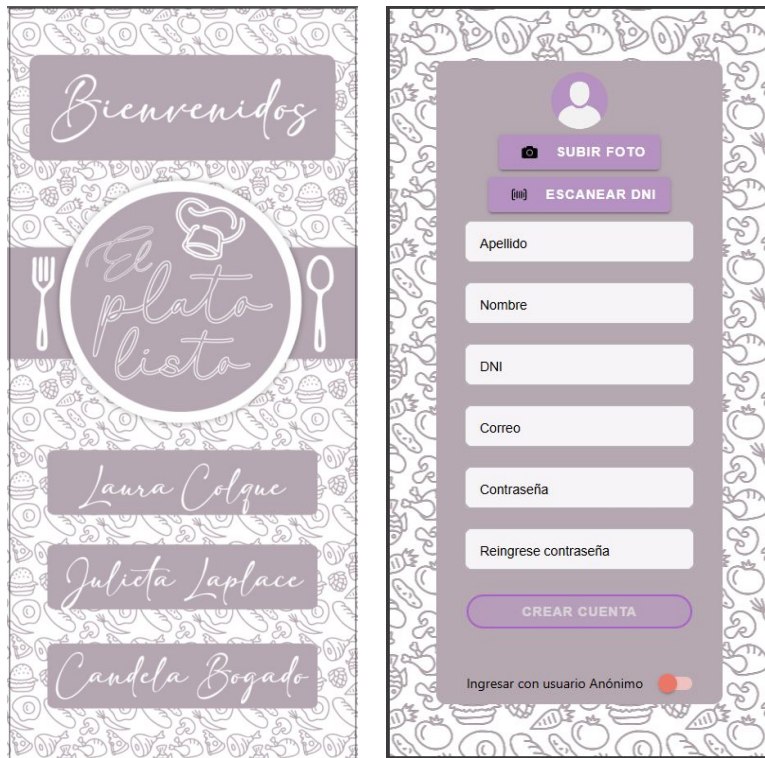 Bienvenidos
El
plato
listo
Laura Colque
Julieta Laplace
Candela Bogado
SUBIR FOTO
ESCANEAR DNI
Apellido
Nombre
DNI
Correo
Contraseña
Reingrese contraseña
CREAR CUENTA
Ingresar con usuario Anónimo